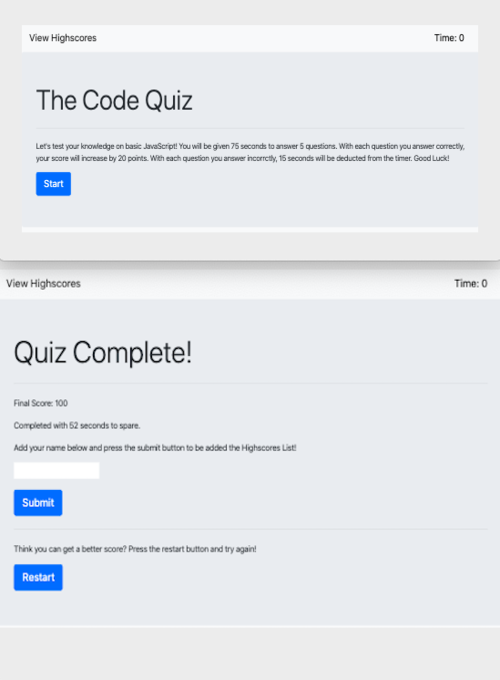 View Highscores Time: 0
The Code Quiz
Let's test your knowledge on basic JavaScript! You will be given 75 seconds to answer 5 questions. With each question you answer correctly,
your score will increase by 20 points. With each question you answer incorrctly, 15 seconds will be deducted from the timer. Good Luck!
Start
View Highscores Time: 0
Quiz Complete!
Final Score: 100
Completed with 52 seconds to spare.
Add your name below and press the submit button to be added the Highscores List!
Submit
Think you can get a better score? Press the restart button and try again!
Restart